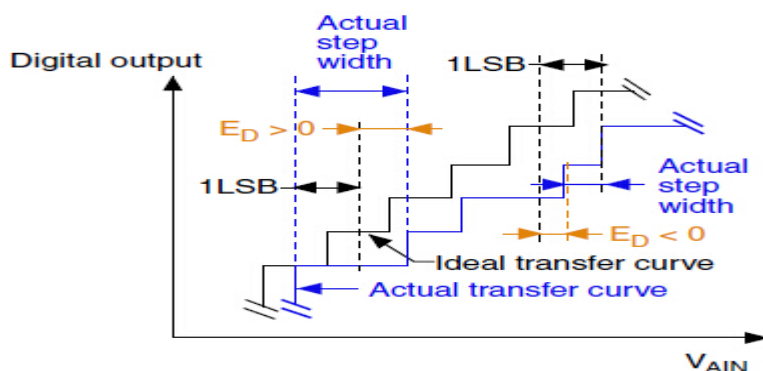 Actual
step
width
1LSB
Digital output
E_D > 0
1LSB
Actual
step
width
E_D < 0
Ideal transfer curve
Actual transfer curve
V_AIN